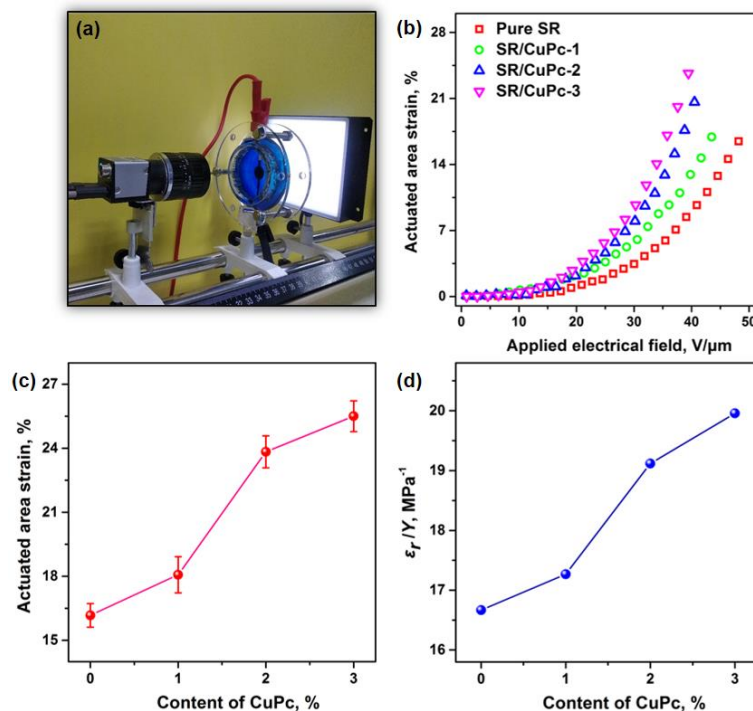 (a)
(b)
Pure SR
SR/CuPc-1
SR/CuPc-2
SR/CuPc-3
Actuated area strain, %
28
21
14
7
0
0 10 20 30 40 50
Applied electrical field, V/μm
(c)
Actuated area strain, %
27
24
21
18
15
0 1 2 3
Content of CuPc, %
(d)
εr/Y, MPa-1
20
19
18
17
16
0 1 2 3
Content of CuPc, %